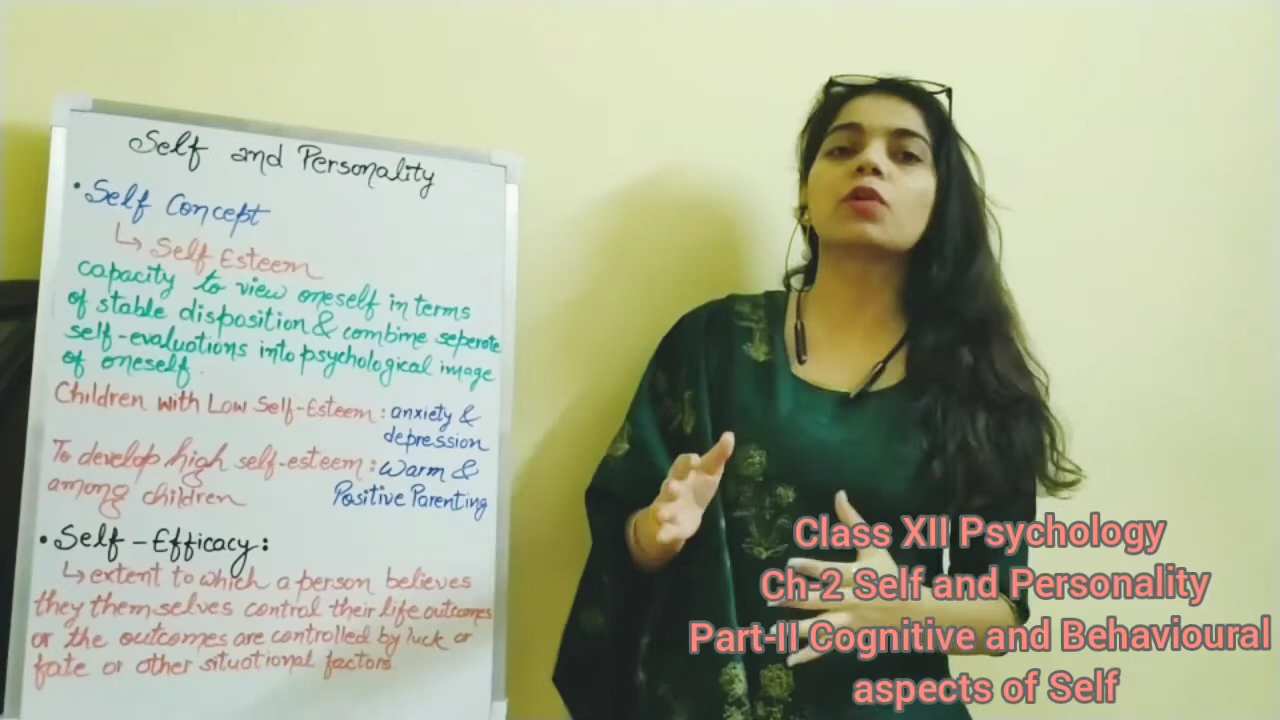 Self and Personality
• Self Concept
↳ Self Esteem
capacity to view oneself in terms
of stable disposition & combine seperate
self-evaluations into psychological image
of oneself.
Children with Low Self-Esteem: anxiety &
depression
To develop high self-esteem: Warm &
among children Positive Parenting
• Self-Efficacy:
↳ extent to which a person believes
they themselves control their life outcomes
or the outcomes are controlled by luck or
fate or other situational factors
Class XII Psychology
Ch-2 Self and Personality
Part-II Cognitive and Behavioural
aspects of Self